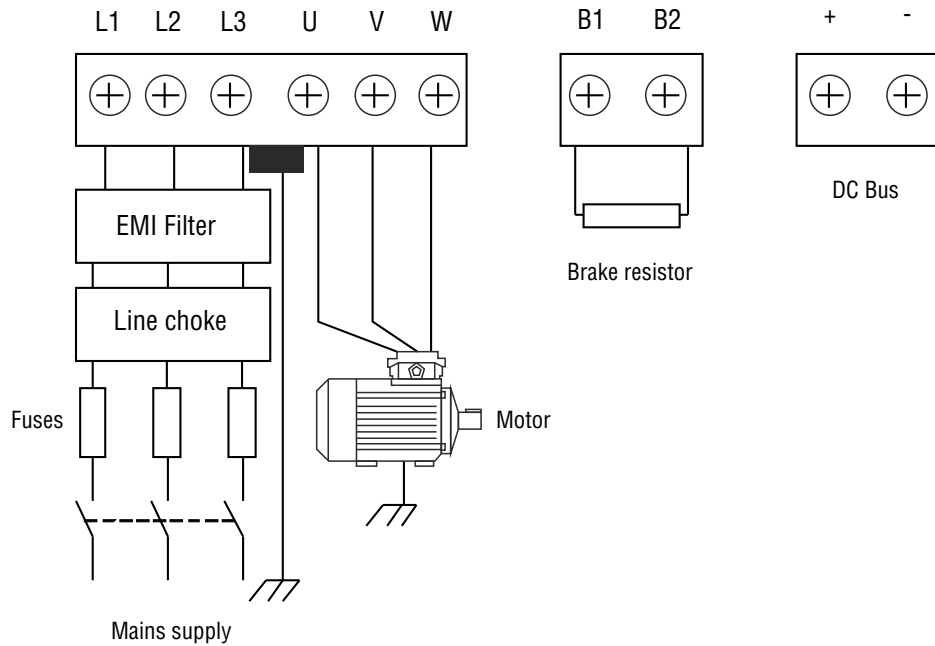 L1 L2 L3 U V W B1 B2 + -
DC Bus
EMI Filter
Brake resistor
Line choke
Fuses
Motor
Mains supply